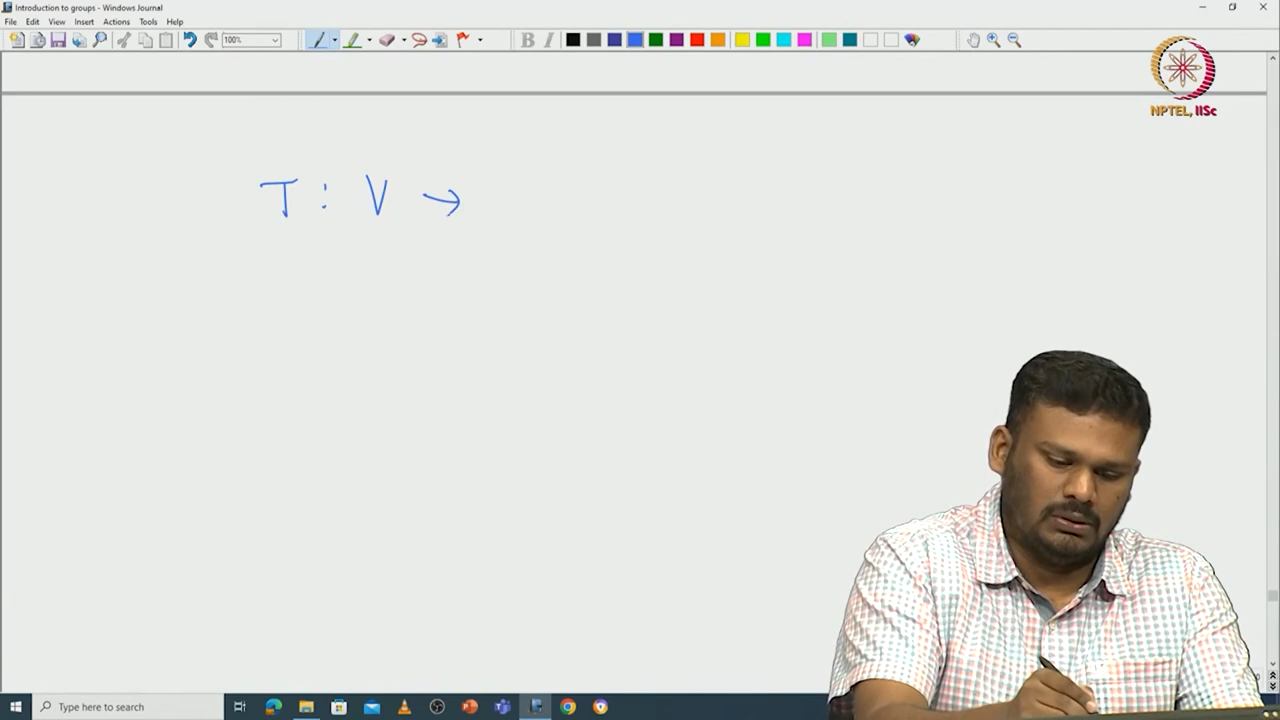 Introduction to groups - Windows Journal
File Edit View Insert Actions Tools Help
100%
B I
NPTEL, IISc
T : V →
Type here to search